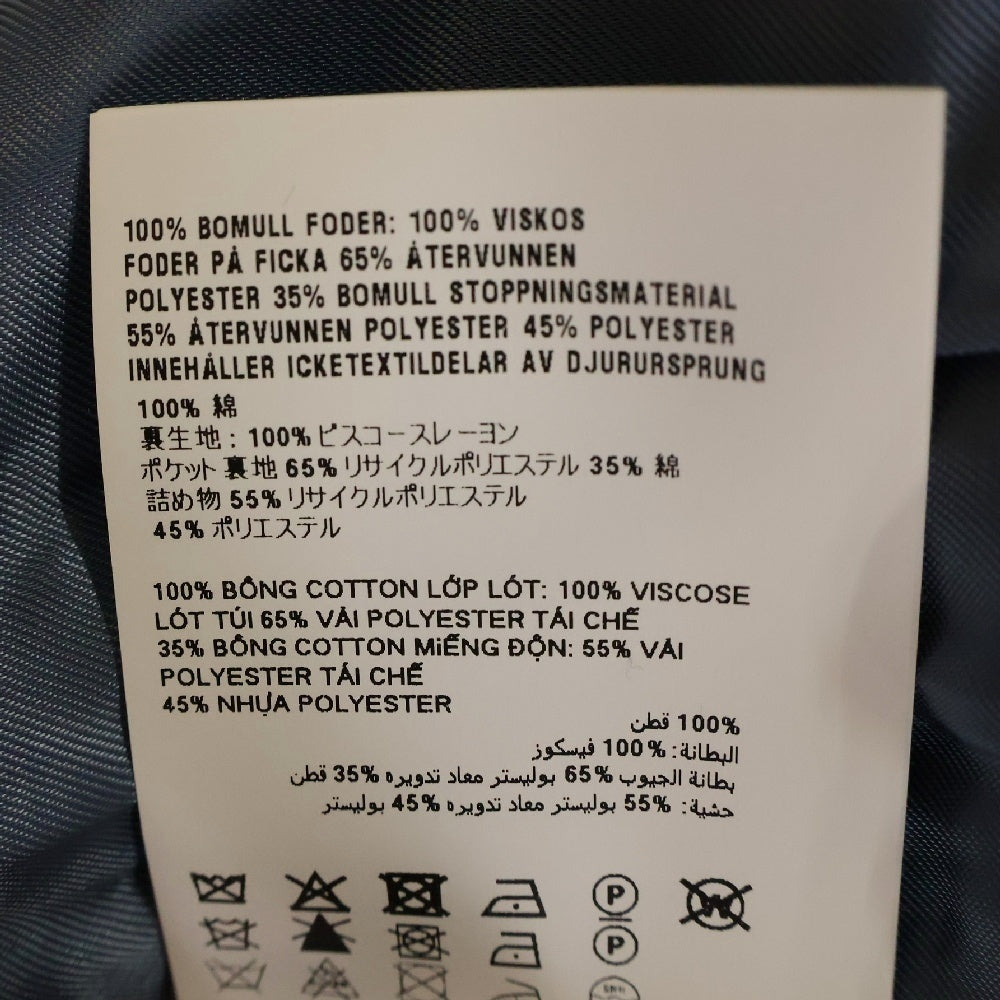 100% BOMULL FODER: 100% VISKOS
FODER PÅ FICKA 65% ÅTERVUNNEN
POLYESTER 35% BOMULL STOPPNINGSMATERIAL
55% ÅTERVUNNEN POLYESTER 45% POLYESTER
INNEHÅLLER ICKETEXTILDELAR AV DJURURSPRUNG
100% 綿
裏生地 : 100% ビスコースレーヨン
ポケット 裏地 65% リサイクルポリエステル 35% 綿
詰め物 55% リサイクルポリエステル
45% ポリエステル
100% BÔNG COTTON LỚP LÓT: 100% VISCOSE
LÓT TÚI 65% VẢI POLYESTER TÁI CHẾ
35% BÔNG COTTON MIẾNG ĐỘN: 55% VẢI
POLYESTER TÁI CHẾ
45% NHỰA POLYESTER
100% قطن
البطانة: 100% فيسكوز
بطانة الجيوب 65% بوليستر معاد تدويره 35% قطن
حشية: 55% بوليستر معاد تدويره 45% بوليستر
P W
P